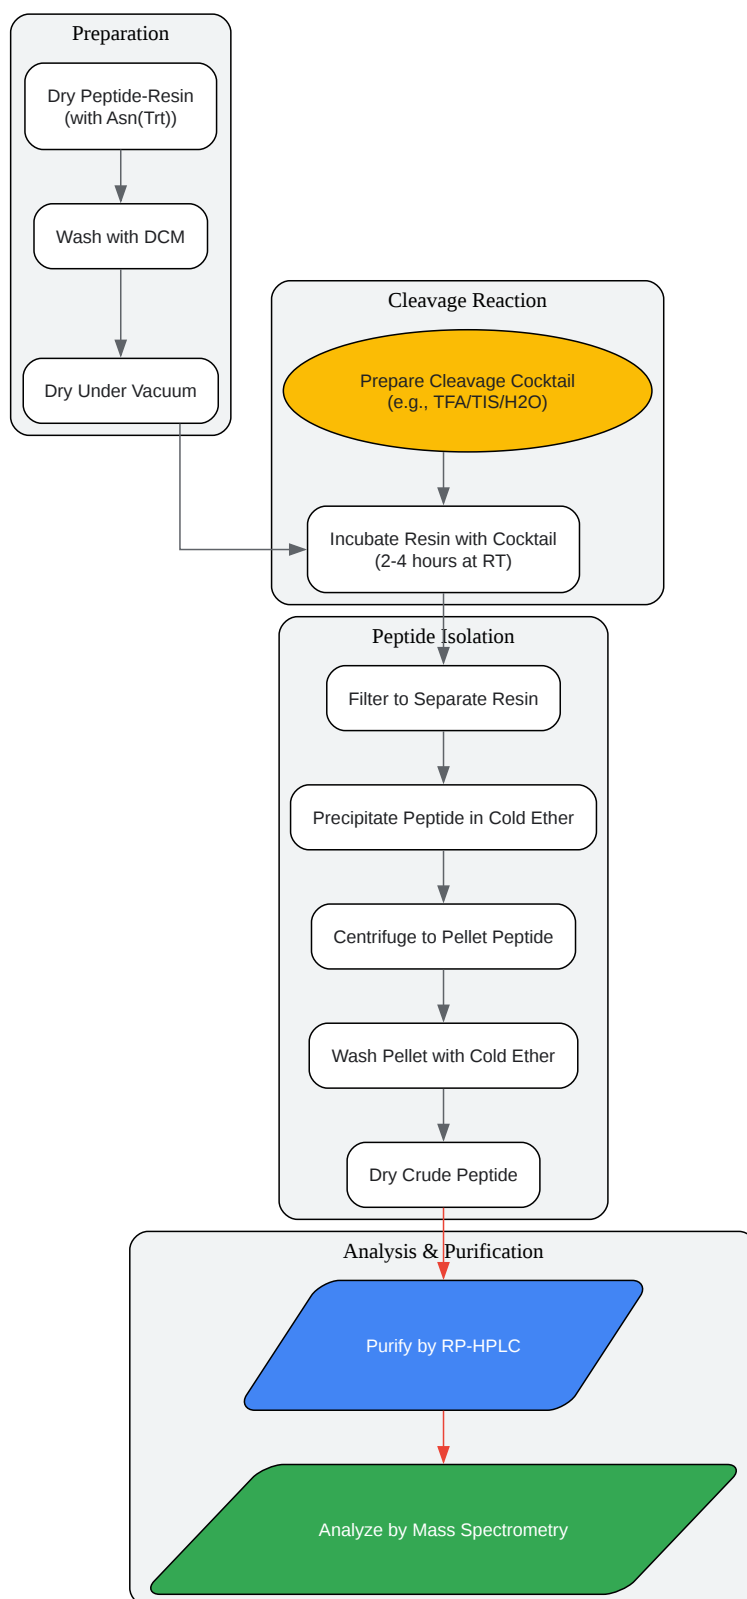 Preparation
Dry Peptide-Resin
(with Asn(Trt))
Wash with DCM
Dry Under Vacuum
Cleavage Reaction
Prepare Cleavage Cocktail
(e.g., TFA/TIS/H2O)
Incubate Resin with Cocktail
(2-4 hours at RT)
Peptide Isolation
Filter to Separate Resin
Precipitate Peptide in Cold Ether
Centrifuge to Pellet Peptide
Wash Pellet with Cold Ether
Dry Crude Peptide
Analysis & Purification
Purify by RP-HPLC
Analyze by Mass Spectrometry